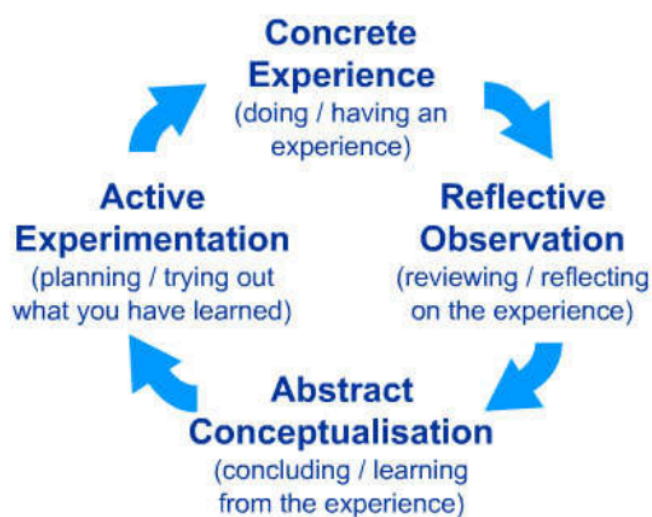 Concrete
Experience
(doing / having an
experience)
Reflective
Observation
(reviewing / reflecting
on the experience)
Abstract
Conceptualisation
(concluding / learning
from the experience)
Active
Experimentation
(planning / trying out
what you have learned)